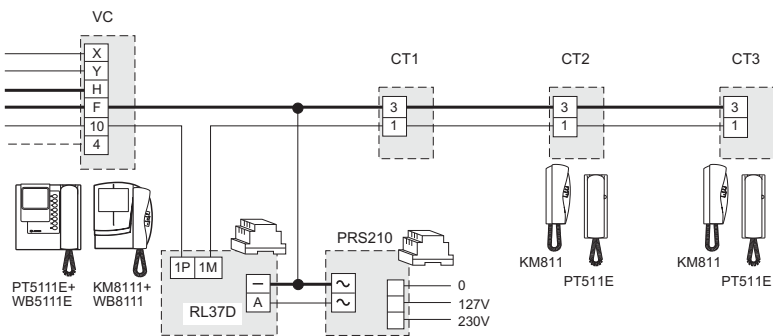 VC
X
Y
H
F
10
4
CT1
3
1
CT2
3
1
CT3
3
1
PT5111E+
WB5111E
KM8111+
WB8111
1P 1M
–
A
RL37D
PRS210
~
~
0
127V
230V
KM811
PT511E
KM811
PT511E